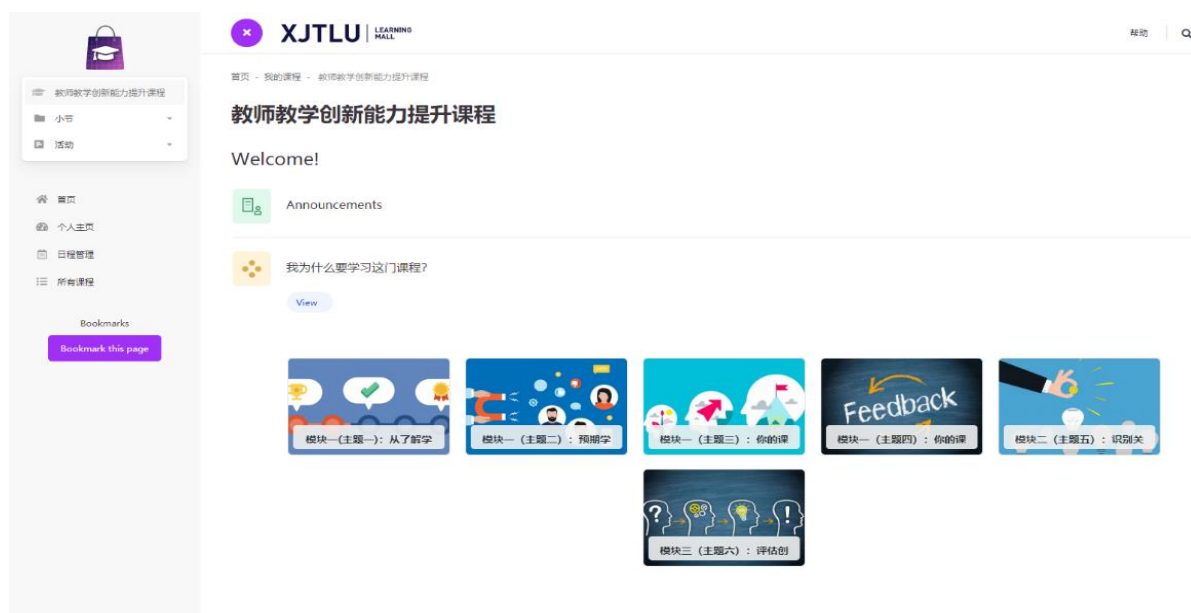 XJTLU LEARNING MALL
帮助
首页 - 我的课程 - 教师教学创新能力提升课程
教师教学创新能力提升课程
小节
活动
首页
个人主页
日程管理
所有课程
Bookmarks
Bookmark this page
教师教学创新能力提升课程
Welcome!
Announcements
我为什么要学习这门课程?
View
模块一(主题一)：从了解学
模块一（主题二）：预期学
模块一（主题三）：你的课
Feedback
模块一（主题四）：你的课
模块二（主题五）：识别关
模块三（主题六）：评估创